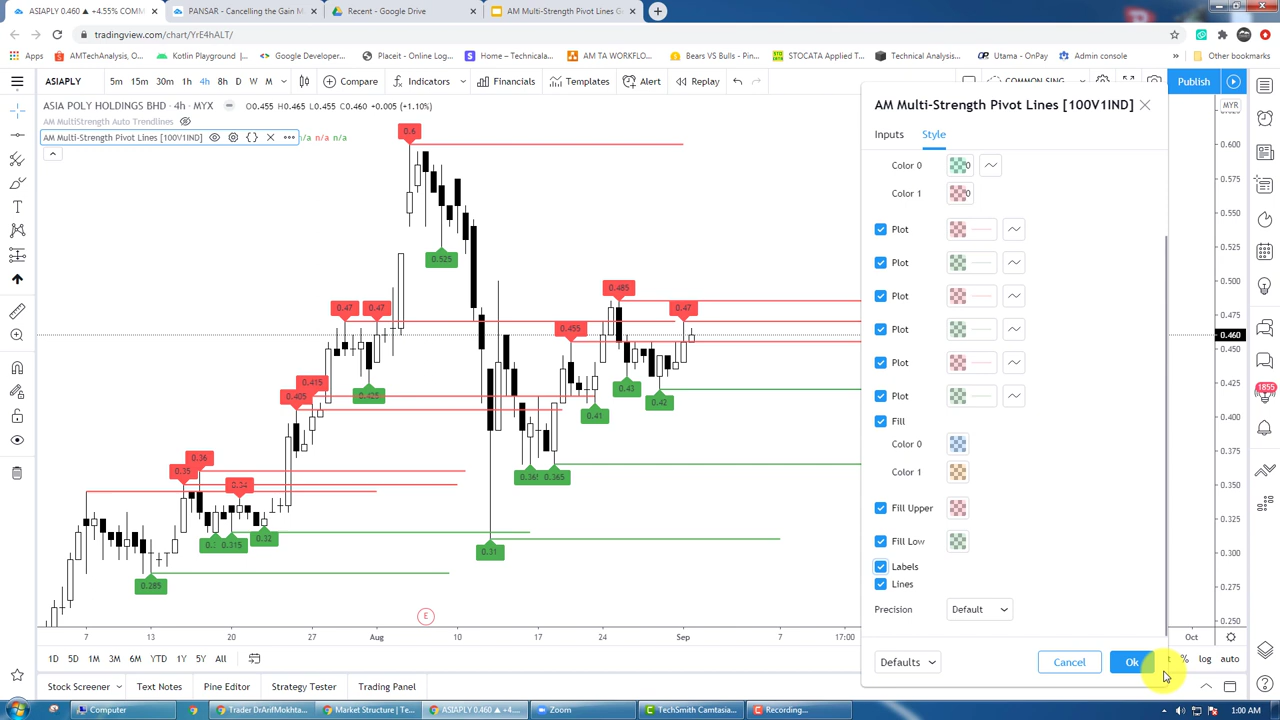 ASIAPLY 0.460 ▲ +4.55% COMMON
PANSAR - Cancelling the Gain M
Recent - Google Drive
AM Multi-Strength Pivot Lines G
tradingview.com/chart/YrE4hALT/
Apps
AMTechAnalysis, On
Kotlin Playground -
Google Developer...
Placeit - Online Log...
AM TA WORKFLO...
Home – Technicala...
Bears VS Bulls - Pin...
STOCATA Applied T...
Technical Analysis...
Utama - OnPay
Admin console
»
Other bookmarks
ASIAPLY 5m 15m 30m 1h 4h 8h D W M Compare Indicators Financials Templates Alert Replay COMMON SING... Publish
ASIA POLY HOLDINGS BHD · 4h · MYX O0.455 H0.465 L0.455 C0.460 +0.005 (+1.10%)
AM MultiStrength Auto Trendlines
AM Multi-Strength Pivot Lines [100V1IND] n/a n/a
AM Multi-Strength Pivot Lines [100V1IND]
Inputs Style
Color 0
Color 1
Plot
Plot
Plot
Plot
Plot
Plot
Fill
Color 0
Color 1
Fill Upper
Fill Low
Labels
Lines
Precision Default
Defaults Cancel Ok
0.6
0.525
0.47
0.47
0.485
0.47
0.455
0.415
0.405
0.425
0.43
0.42
0.41
0.36
0.35
0.34
0.365
0.315
0.32
0.31
0.285
MYR
0.600
0.575
0.550
0.525
0.500
0.475
0.460
0.450
0.425
0.400
0.375
0.350
0.325
0.300
0.275
0.250
1855
E
7 13 20 27 Aug 10 17 24 Sep 7 17:00 Oct
1D 5D 1M 3M 6M YTD 1Y 5Y All % log auto
Stock Screener Text Notes Pine Editor Strategy Tester Trading Panel
Computer
Trader DrArifMokhta...
Market Structure | Te...
ASIAPLY 0.460 ▲ +4...
Zoom
TechSmith Camtasia...
Recording...
1:00 AM